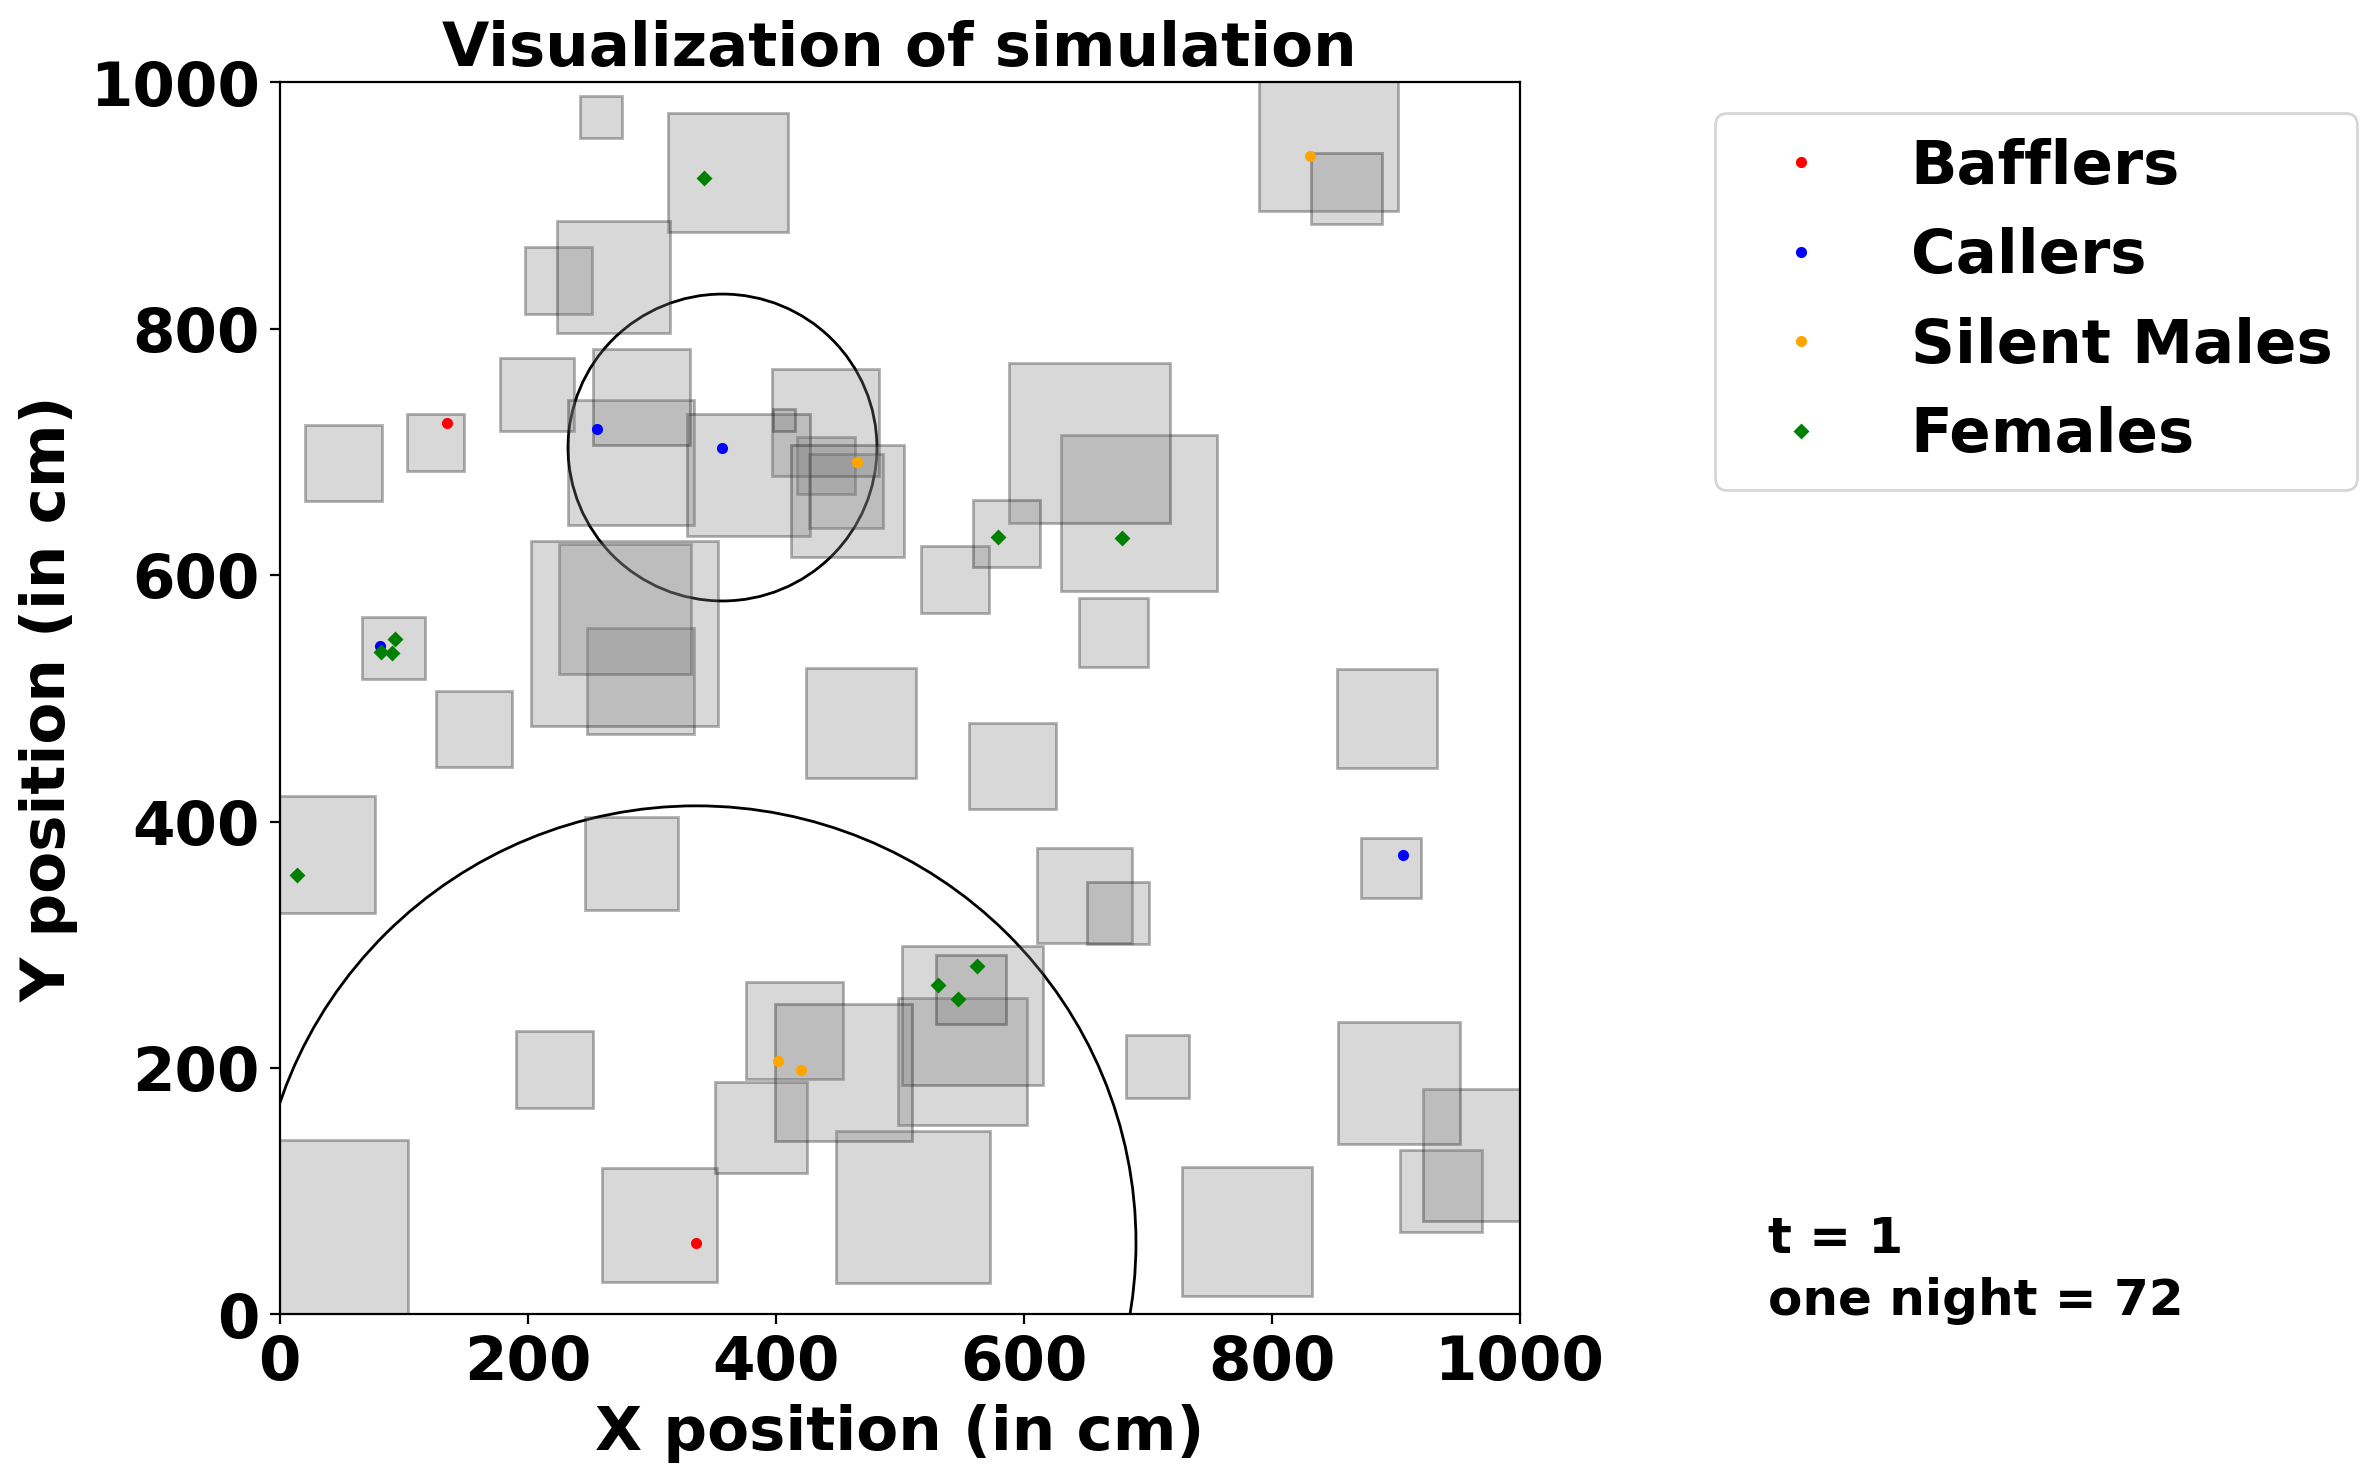 Visualization of simulation
1000
800
600
400
200
0
Y position (in cm)
0 200 400 600 800 1000
X position (in cm)
Bafflers
Callers
Silent Males
Females
t = 1
one night = 72